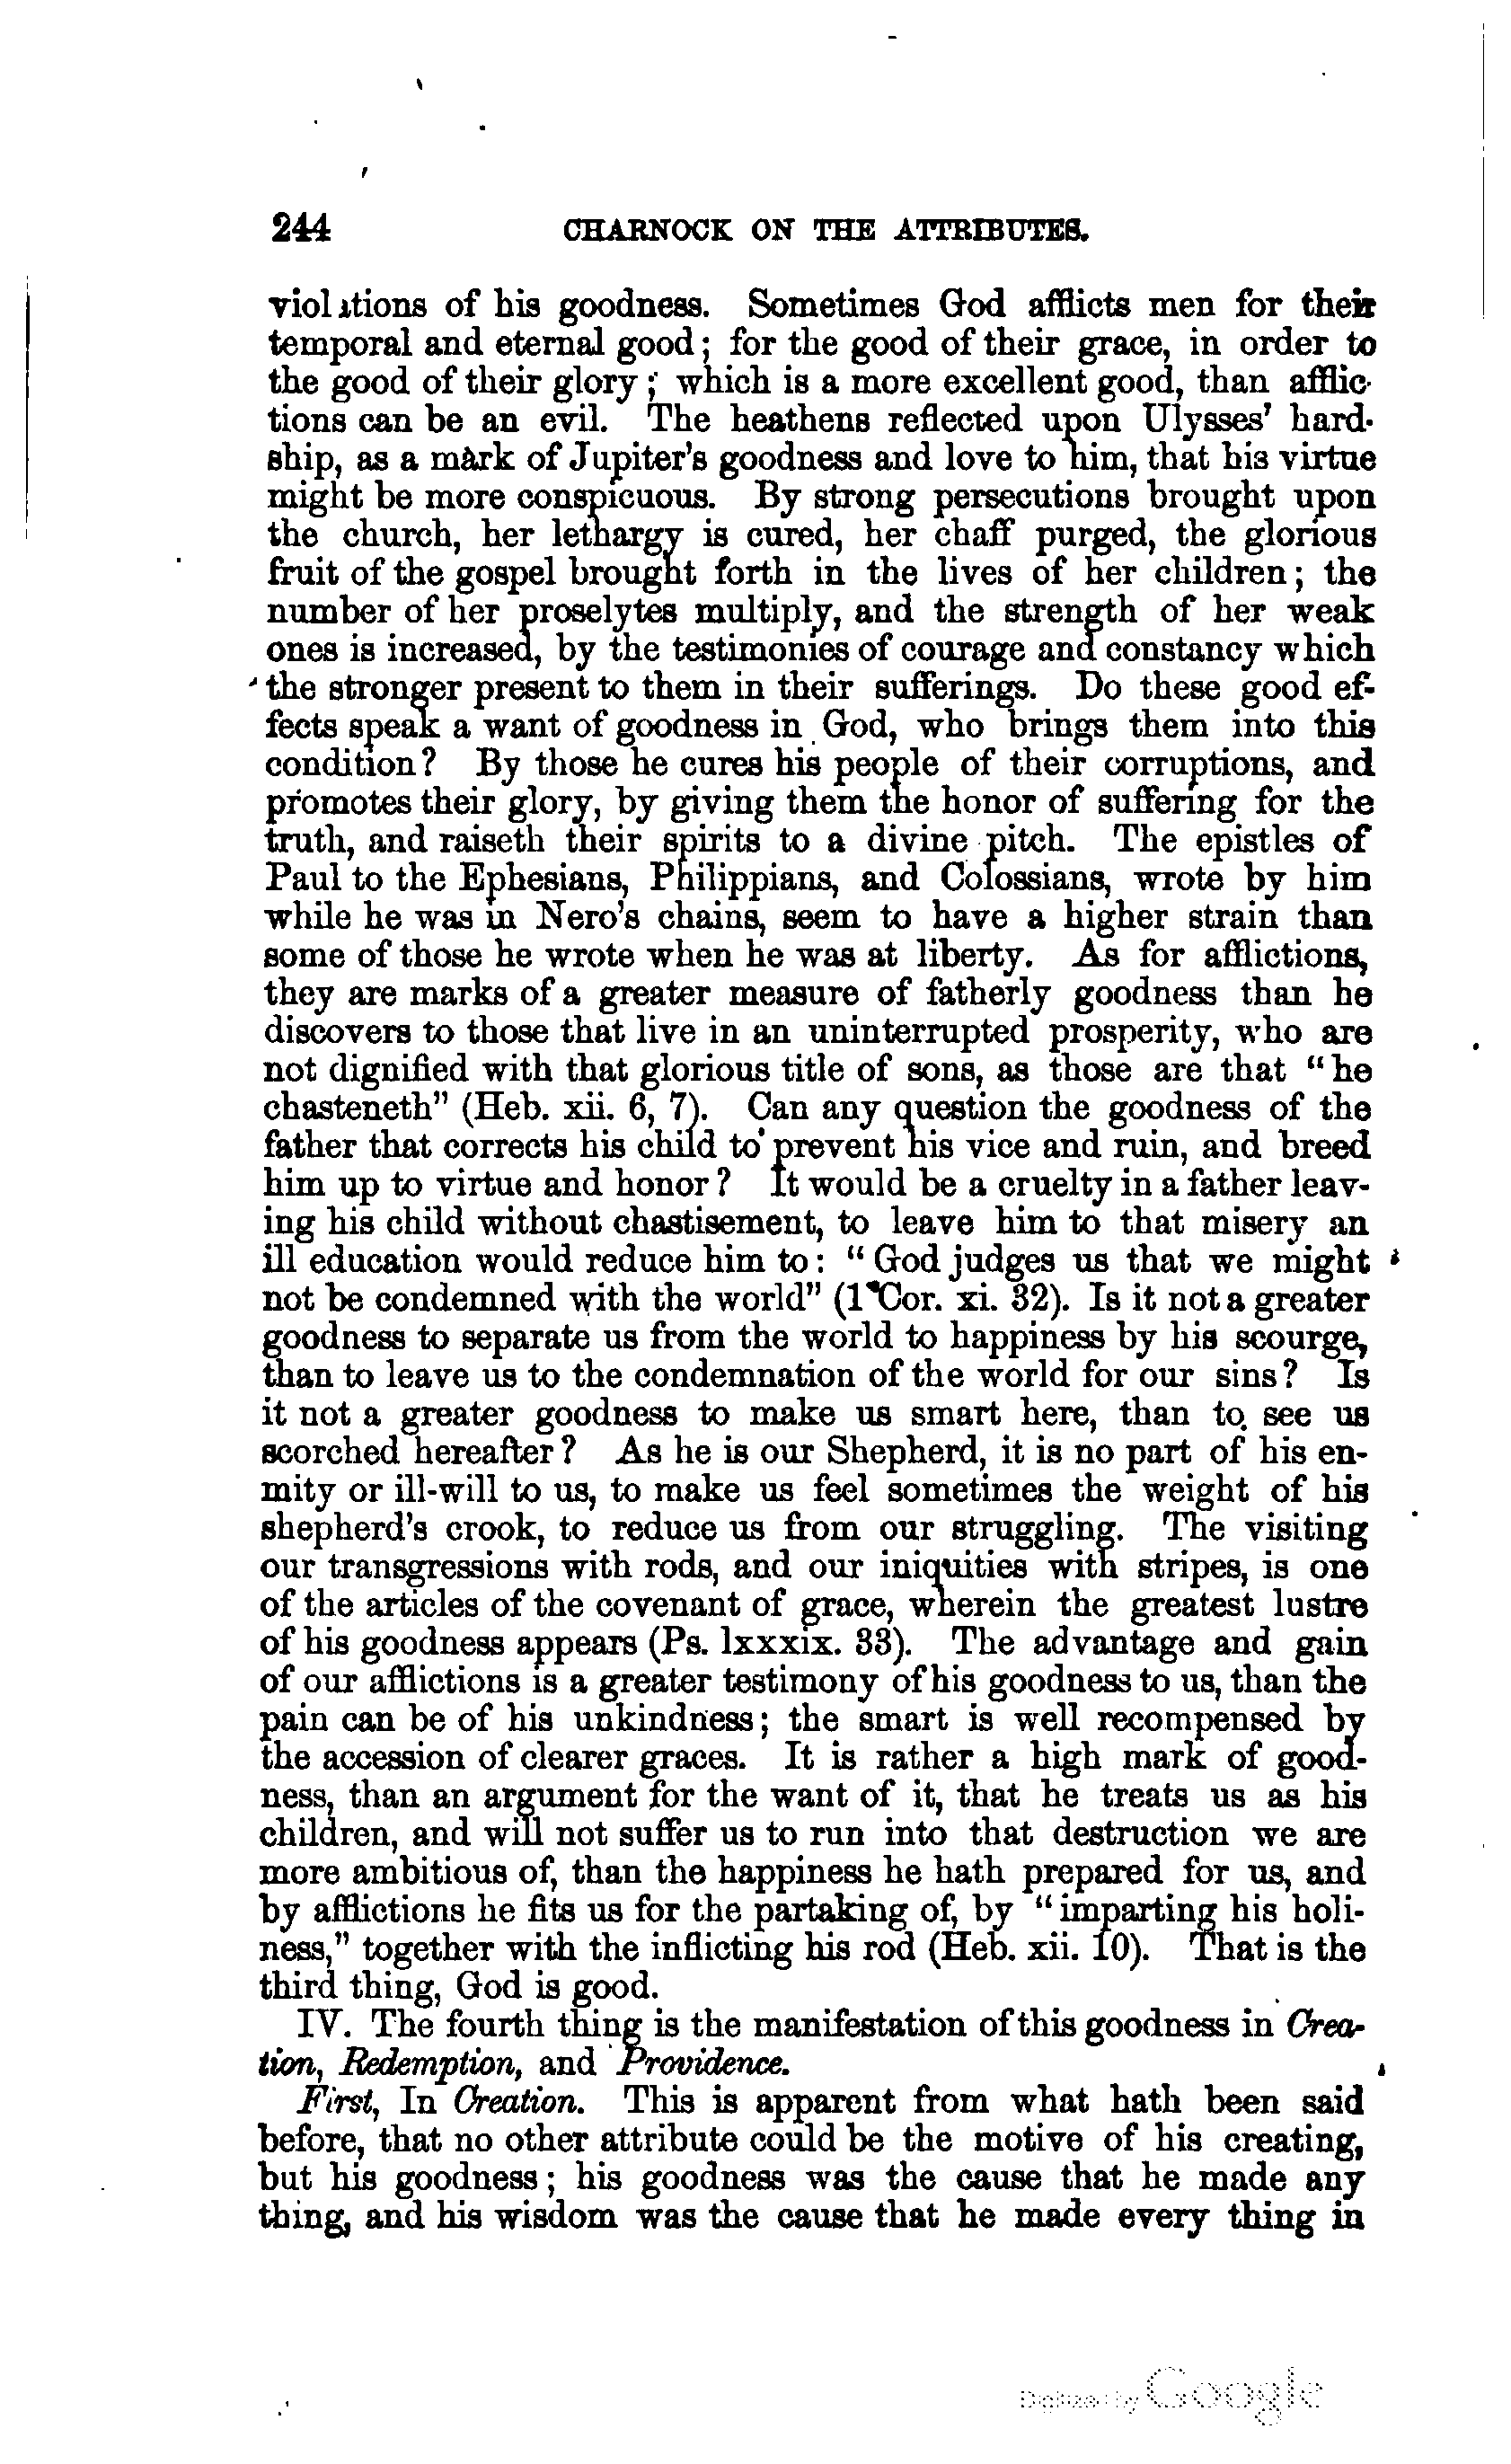 244 CHARNOCK ON THE ATTRIBUTES.
violations of his goodness. Sometimes God afflicts men for their
temporal and eternal good; for the good of their grace, in order to
the good of their glory; which is a more excellent good, than afflic-
tions can be an evil. The heathens reflected upon Ulysses' hard-
ship, as a mark of Jupiter's goodness and love to him, that his virtue
might be more conspicuous. By strong persecutions brought upon
the church, her lethargy is cured, her chaff purged, the glorious
fruit of the gospel brought forth in the lives of her children; the
number of her proselytes multiply, and the strength of her weak
ones is increased, by the testimonies of courage and constancy which
the stronger present to them in their sufferings. Do these good ef-
fects speak a want of goodness in God, who brings them into this
condition? By those he cures his people of their corruptions, and
promotes their glory, by giving them the honor of suffering for the
truth, and raiseth their spirits to a divine pitch. The epistles of
Paul to the Ephesians, Philippians, and Colossians, wrote by him
while he was in Nero's chains, seem to have a higher strain than
some of those he wrote when he was at liberty. As for afflictions,
they are marks of a greater measure of fatherly goodness than he
discovers to those that live in an uninterrupted prosperity, who are
not dignified with that glorious title of sons, as those are that "he
chasteneth" (Heb. xii. 6, 7). Can any question the goodness of the
father that corrects his child to prevent his vice and ruin, and breed
him up to virtue and honor? It would be a cruelty in a father leav-
ing his child without chastisement, to leave him to that misery an
ill education would reduce him to: "God judges us that we might
not be condemned with the world" (1 Cor. xi. 32). Is it not a greater
goodness to separate us from the world to happiness by his scourge,
than to leave us to the condemnation of the world for our sins? Is
it not a greater goodness to make us smart here, than to see us
scorched hereafter? As he is our Shepherd, it is no part of his en-
mity or ill-will to us, to make us feel sometimes the weight of his
shepherd's crook, to reduce us from our struggling. The visiting
our transgressions with rods, and our iniquities with stripes, is one
of the articles of the covenant of grace, wherein the greatest lustre
of his goodness appears (Ps. lxxxix. 33). The advantage and gain
of our afflictions is a greater testimony of his goodness to us, than the
pain can be of his unkindness; the smart is well recompensed by
the accession of clearer graces. It is rather a high mark of good-
ness, than an argument for the want of it, that he treats us as his
children, and will not suffer us to run into that destruction we are
more ambitious of, than the happiness he hath prepared for us, and
by afflictions he fits us for the partaking of, by "imparting his holi-
ness," together with the inflicting his rod (Heb. xii. 10). That is the
third thing, God is good.
IV. The fourth thing is the manifestation of this goodness in Crea-
tion, Redemption, and Providence.
First, In Creation. This is apparent from what hath been said
before, that no other attribute could be the motive of his creating,
but his goodness; his goodness was the cause that he made any
thing, and his wisdom was the cause that he made every thing in
Digitized by Google